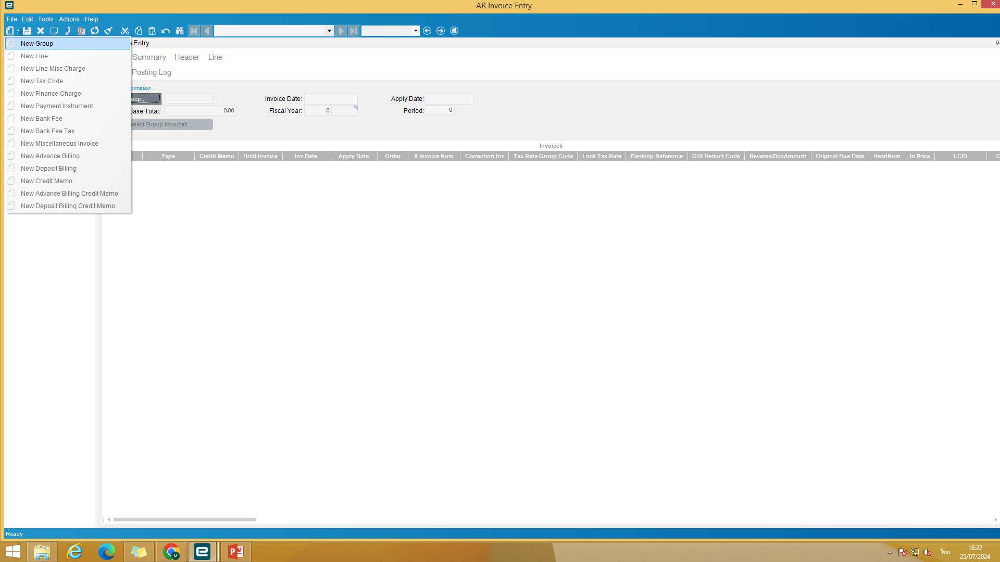 AR Invoice Entry
File Edit Tools Actions Help
New Group
New Line
New Line Misc Charge
New Tax Code
New Finance Charge
New Payment Instrument
New Bank Fee
New Bank Fee Tax
New Miscellaneous Invoice
New Advance Billing
New Deposit Billing
New Credit Memo
New Advance Billing Credit Memo
New Deposit Billing Credit Memo
Entry
Summary Header Line
Posting Log
ormation
oup... Invoice Date: Apply Date:
Base Total: 0.00 Fiscal Year: 0 Period: 0
elect Group Invoices...
Invoices
Type Credit Memo Hold Invoice Inv Date Apply Date Order X Invoice Num Correction Inv Tax Rate Group Code Lock Tax Rate Banking Reference GUI Deduct Code ReversalDocAmount Original Due Date HeadNum In Price LCID C
Ready
ไทย
18:22
25/07/2024